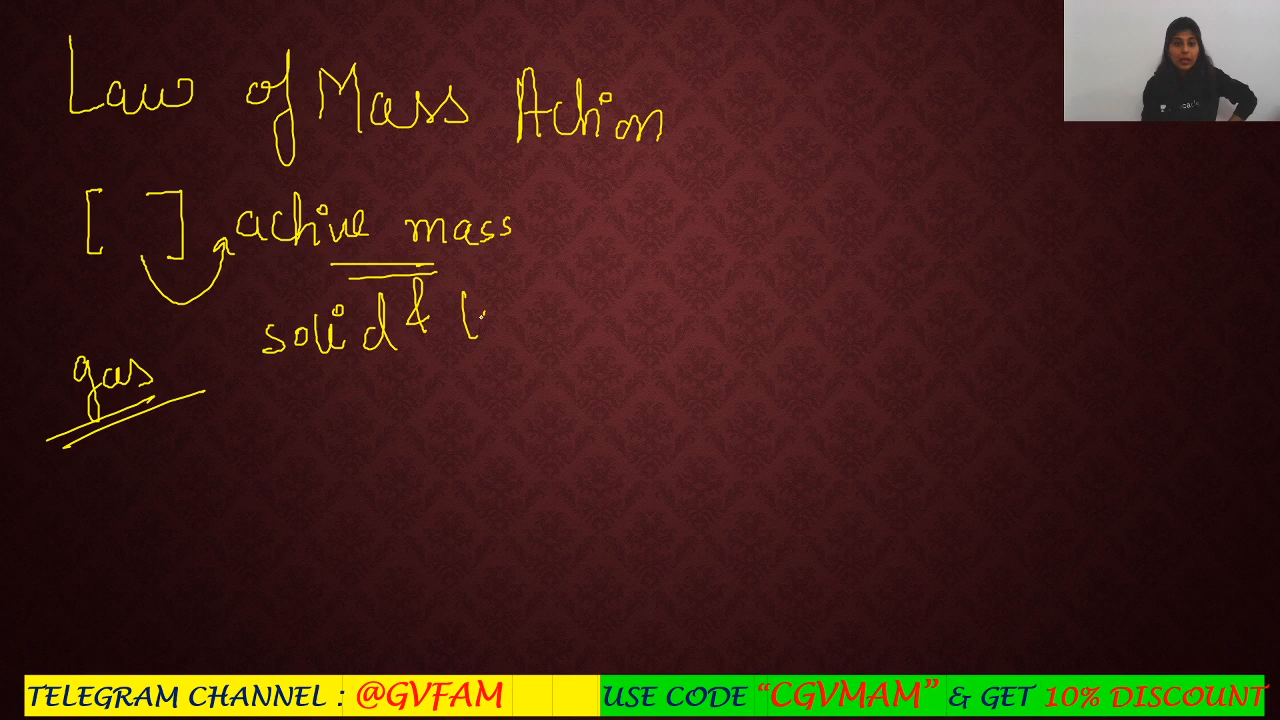 Law of Mass Action
[ ] active mass
solid & l
gas
TELEGRAM CHANNEL : @GVFAM
USE CODE “CGVMAM” & GET 10% DISCOUNT